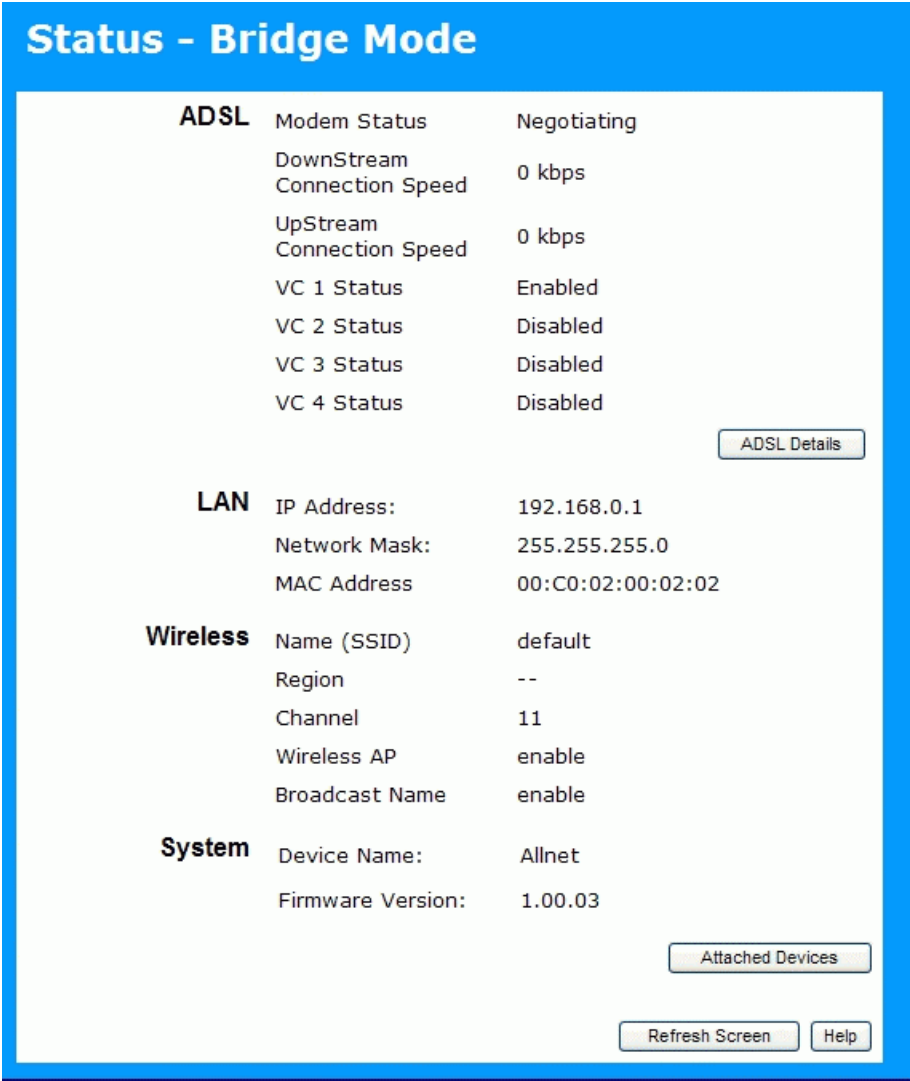 Status - Bridge Mode
ADSL Modem Status Negotiating
DownStream
Connection Speed 0 kbps
UpStream
Connection Speed 0 kbps
VC 1 Status Enabled
VC 2 Status Disabled
VC 3 Status Disabled
VC 4 Status Disabled
ADSL Details
LAN IP Address: 192.168.0.1
Network Mask: 255.255.255.0
MAC Address 00:C0:02:00:02:02
Wireless Name (SSID) default
Region --
Channel 11
Wireless AP enable
Broadcast Name enable
System Device Name: Allnet
Firmware Version: 1.00.03
Attached Devices
Refresh Screen Help